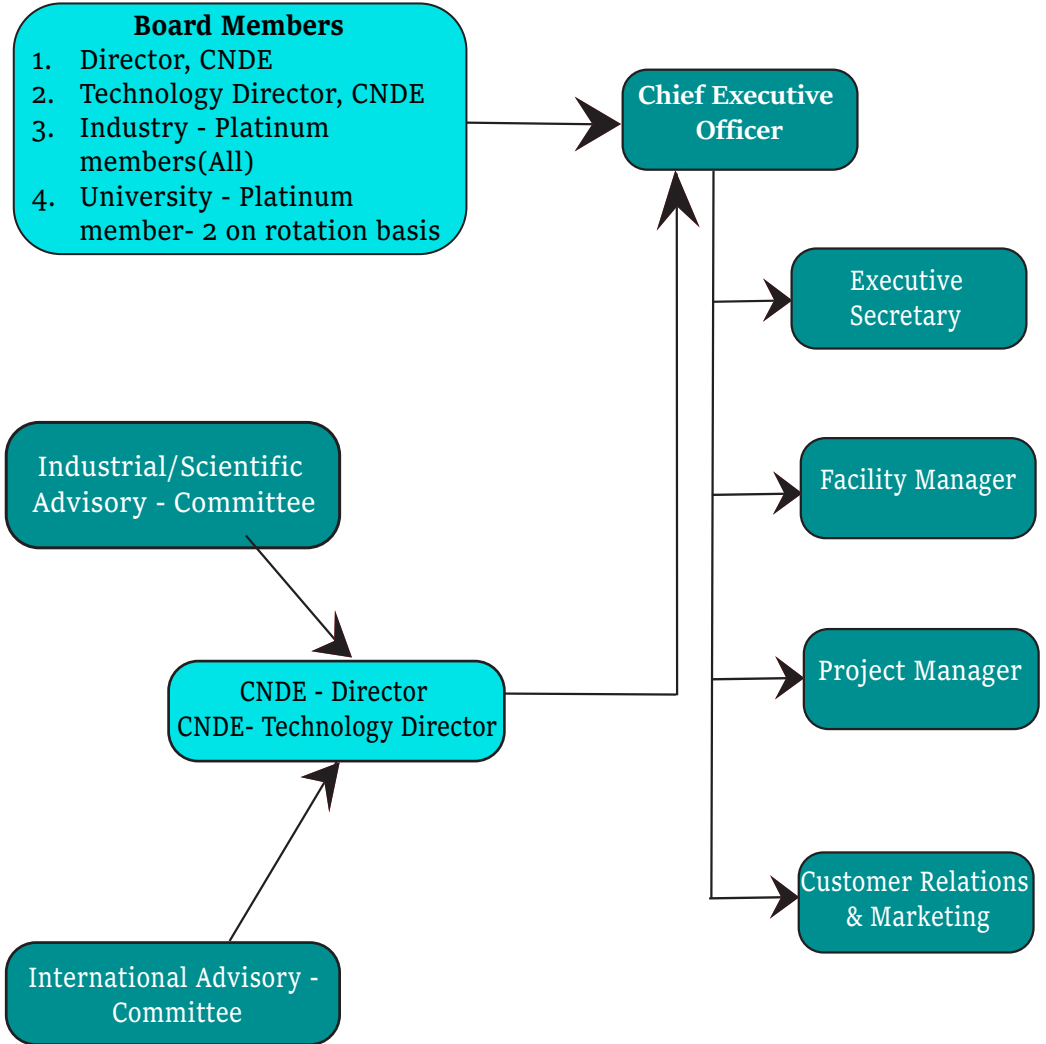 Board Members
1. Director, CNDE
2. Technology Director, CNDE
3. Industry - Platinum
members(All)
4. University - Platinum
member- 2 on rotation basis
Chief Executive
Officer
Executive
Secretary
Industrial/Scientific
Advisory - Committee
Facility Manager
CNDE - Director
CNDE- Technology Director
Project Manager
Customer Relations
& Marketing
International Advisory -
Committee